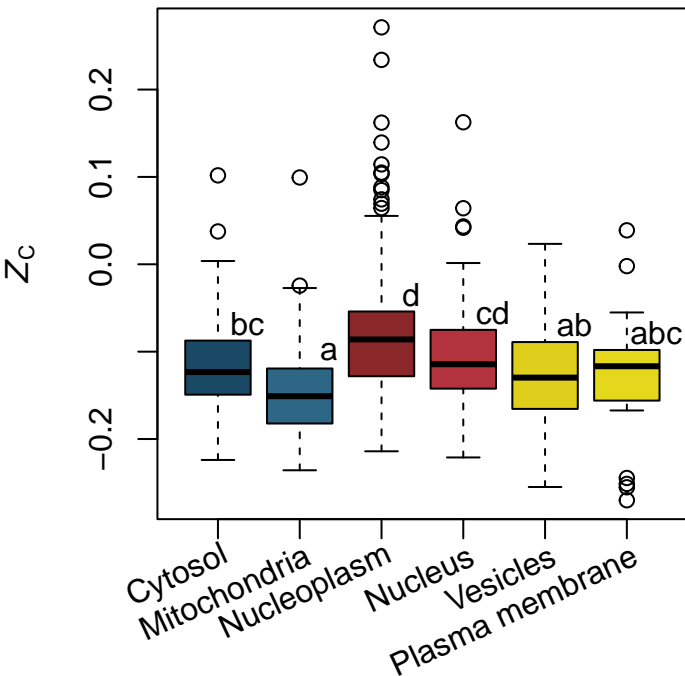 0.2
0.1
0.0
−0.2
Z_C
bc
a
d
cd
ab
abc
Cytosol
Mitochondria
Nucleoplasm
Nucleus
Vesicles
Plasma membrane